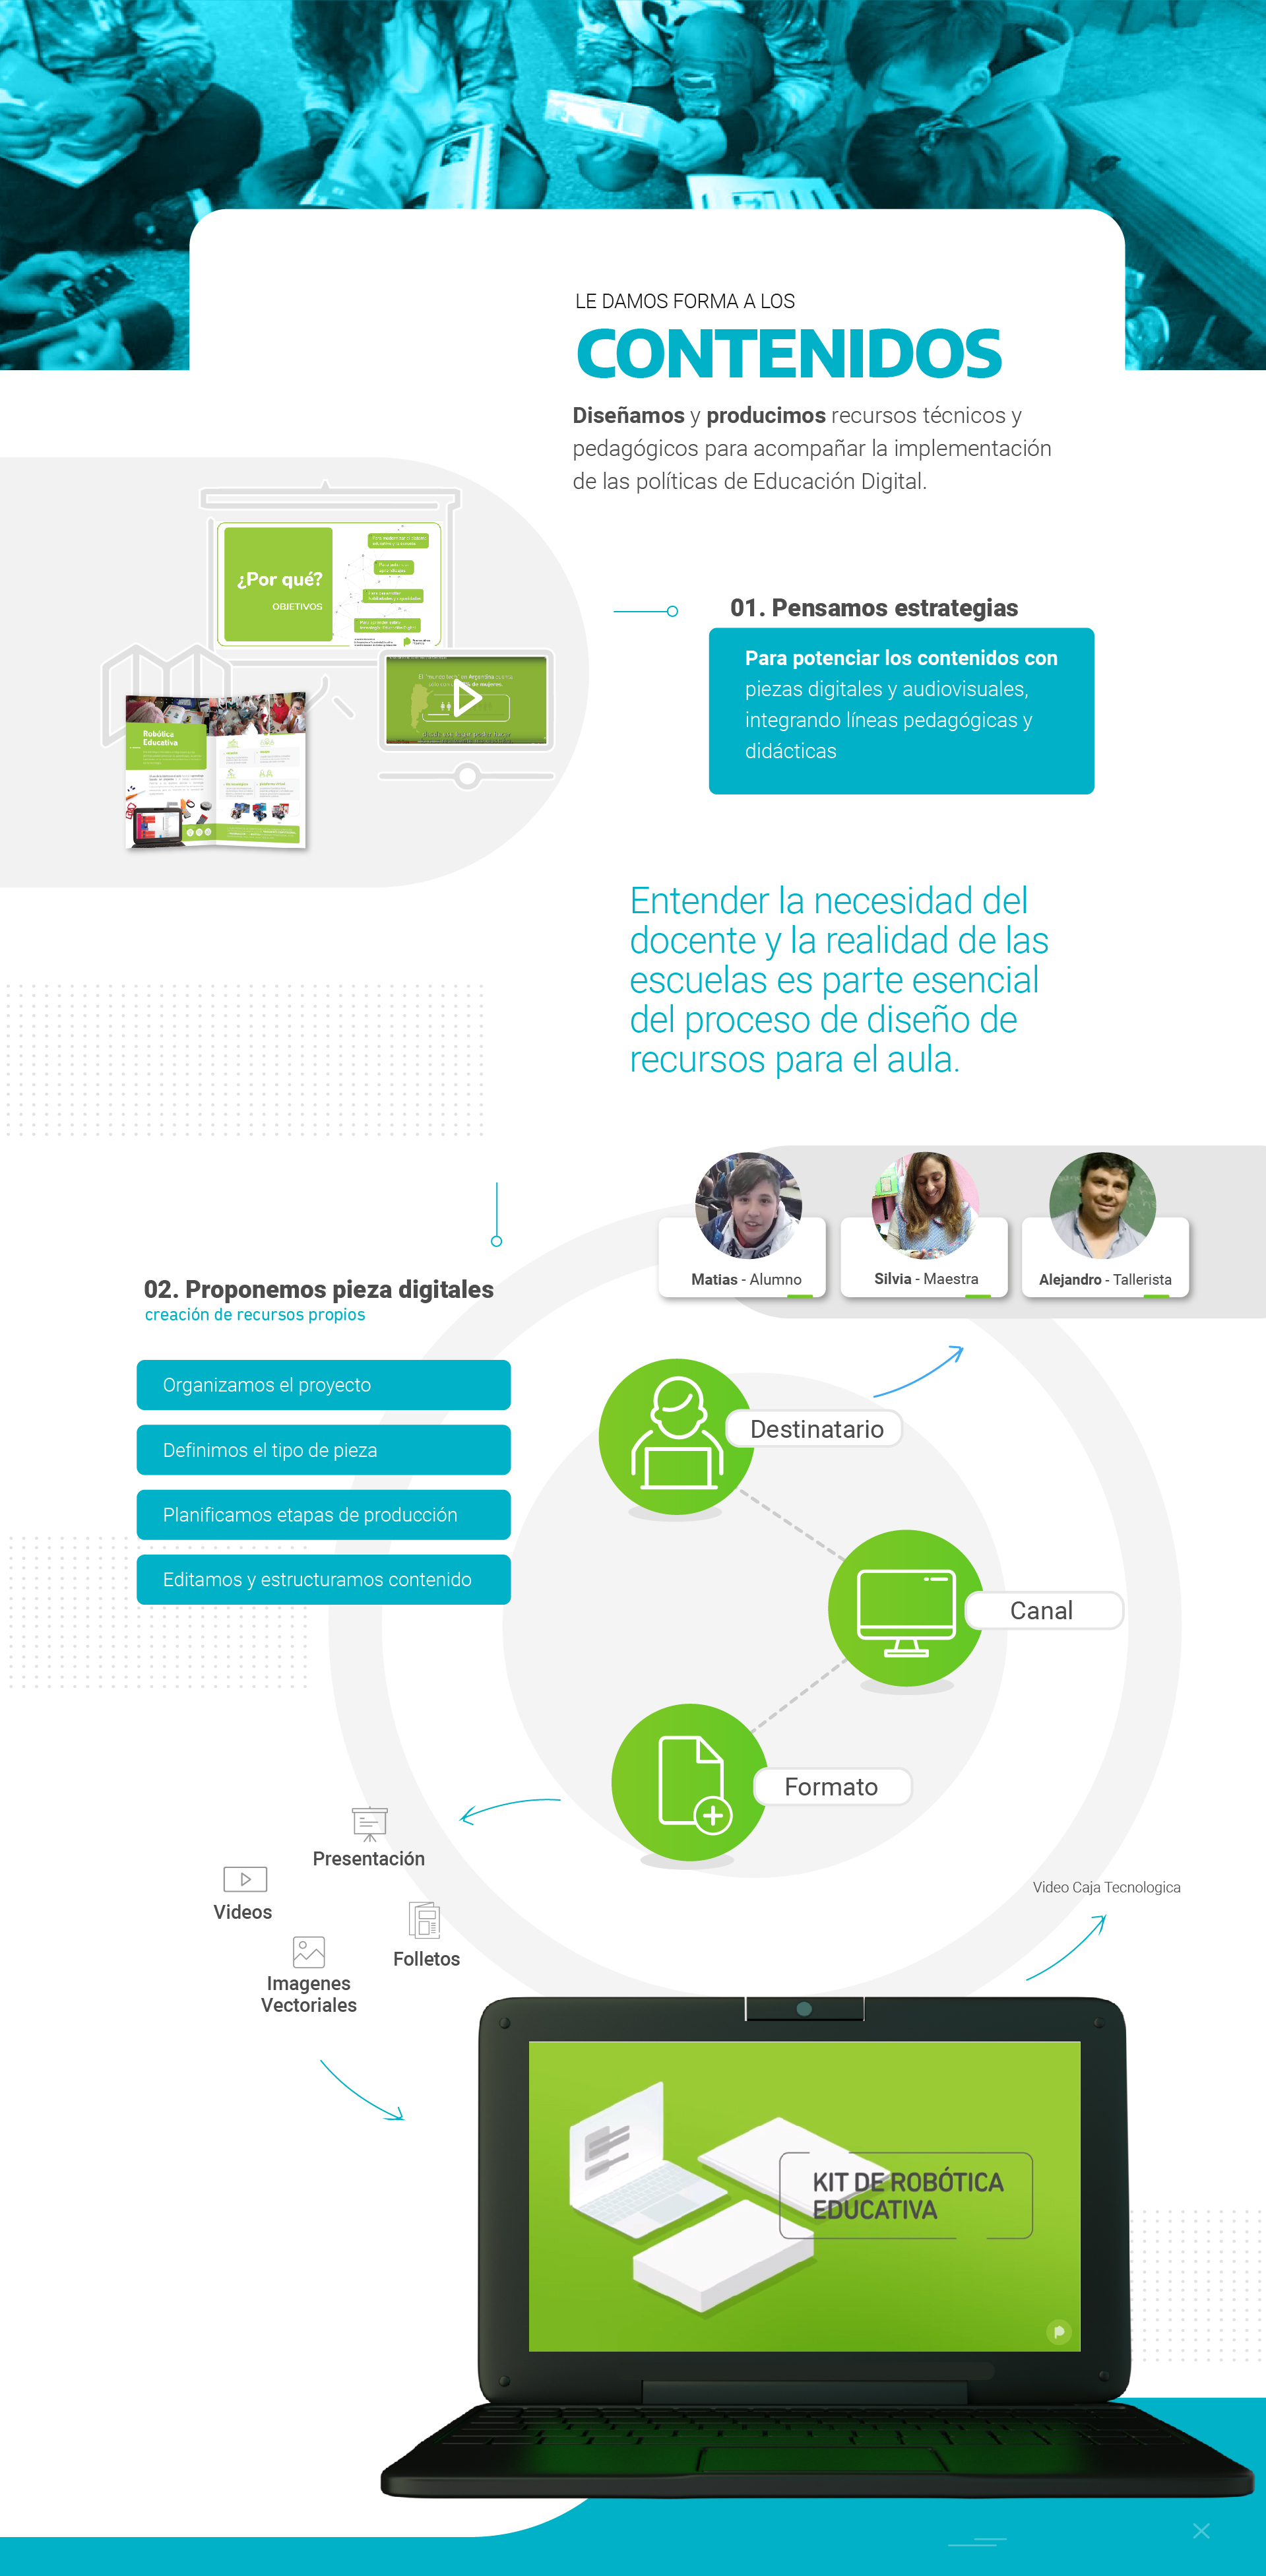 LE DAMOS FORMA A LOS
CONTENIDOS
Diseñamos y producimos recursos técnicos y
pedagógicos para acompañar la implementación
de las políticas de Educación Digital.
¿Por qué?
OBJETIVOS
Robótica
Educativa
01. Pensamos estrategias
Para potenciar los contenidos con
piezas digitales y audiovisuales,
integrando líneas pedagógicas y
didácticas
Entender la necesidad del
docente y la realidad de las
escuelas es parte esencial
del proceso de diseño de
recursos para el aula.
Matias - Alumno
Silvia - Maestra
Alejandro - Tallerista
02. Proponemos pieza digitales
creación de recursos propios
Organizamos el proyecto
Definimos el tipo de pieza
Planificamos etapas de producción
Editamos y estructuramos contenido
Destinatario
Canal
Formato
Presentación
Videos
Folletos
Imagenes
Vectoriales
Video Caja Tecnologica
KIT DE ROBÓTICA
EDUCATIVA